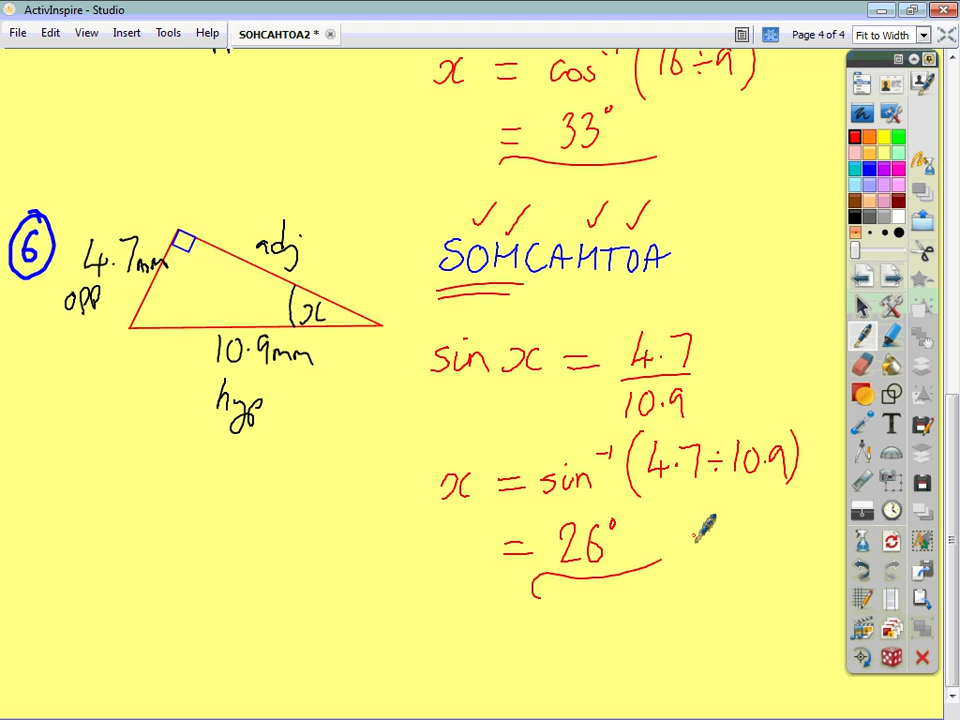 ActivInspire - Studio
File Edit View Insert Tools Help
SOHCAHTOA2 *
Page 4 of 4
Fit to Width
x = cos⁻¹ (16÷9)
= 33°
6
4.7mm
opp
adj
x
10.9mm
hyp
SOHCAHTOA
sin x = 4.7
10.9
x = sin⁻¹ (4.7÷10.9)
= 26°